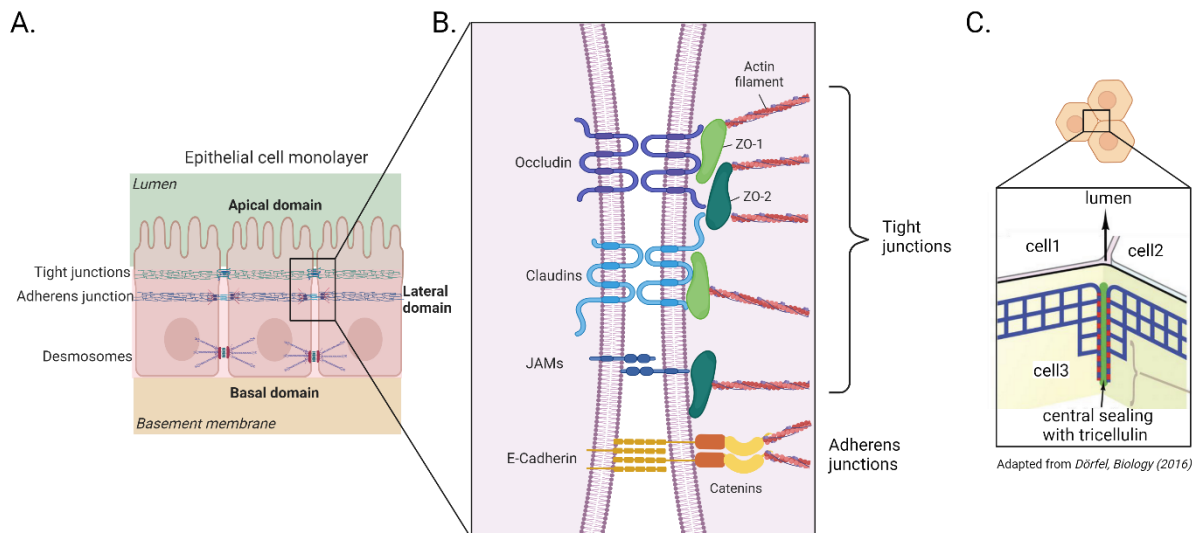 A.
Epithelial cell monolayer
Lumen
Apical domain
Tight junctions
Adherens junction
Lateral
domain
Desmosomes
Basal domain
Basement membrane
B.
Actin
filament
Occludin
ZO-1
ZO-2
Claudins
JAMs
E-Cadherin
Catenins
Tight
junctions
Adherens
junctions
C.
lumen
cell1
cell2
cell3
central sealing
with tricellulin
Adapted from Dörfel, Biology (2016)